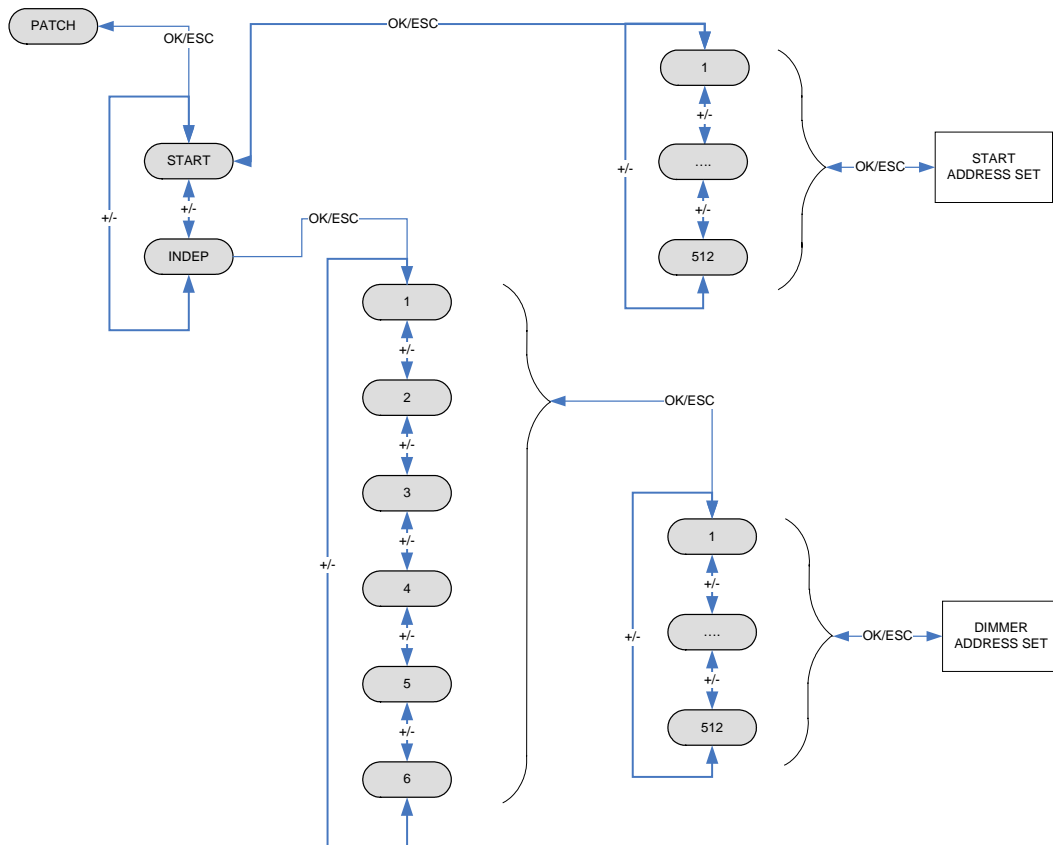 PATCH
OK/ESC
OK/ESC
1
+/-
....
+/-
512
+/-
OK/ESC
START
ADDRESS SET
START
+/-
INDEP
+/-
OK/ESC
1
+/-
2
+/-
3
+/-
4
+/-
5
+/-
6
+/-
OK/ESC
1
+/-
....
+/-
512
+/-
OK/ESC
DIMMER
ADDRESS SET